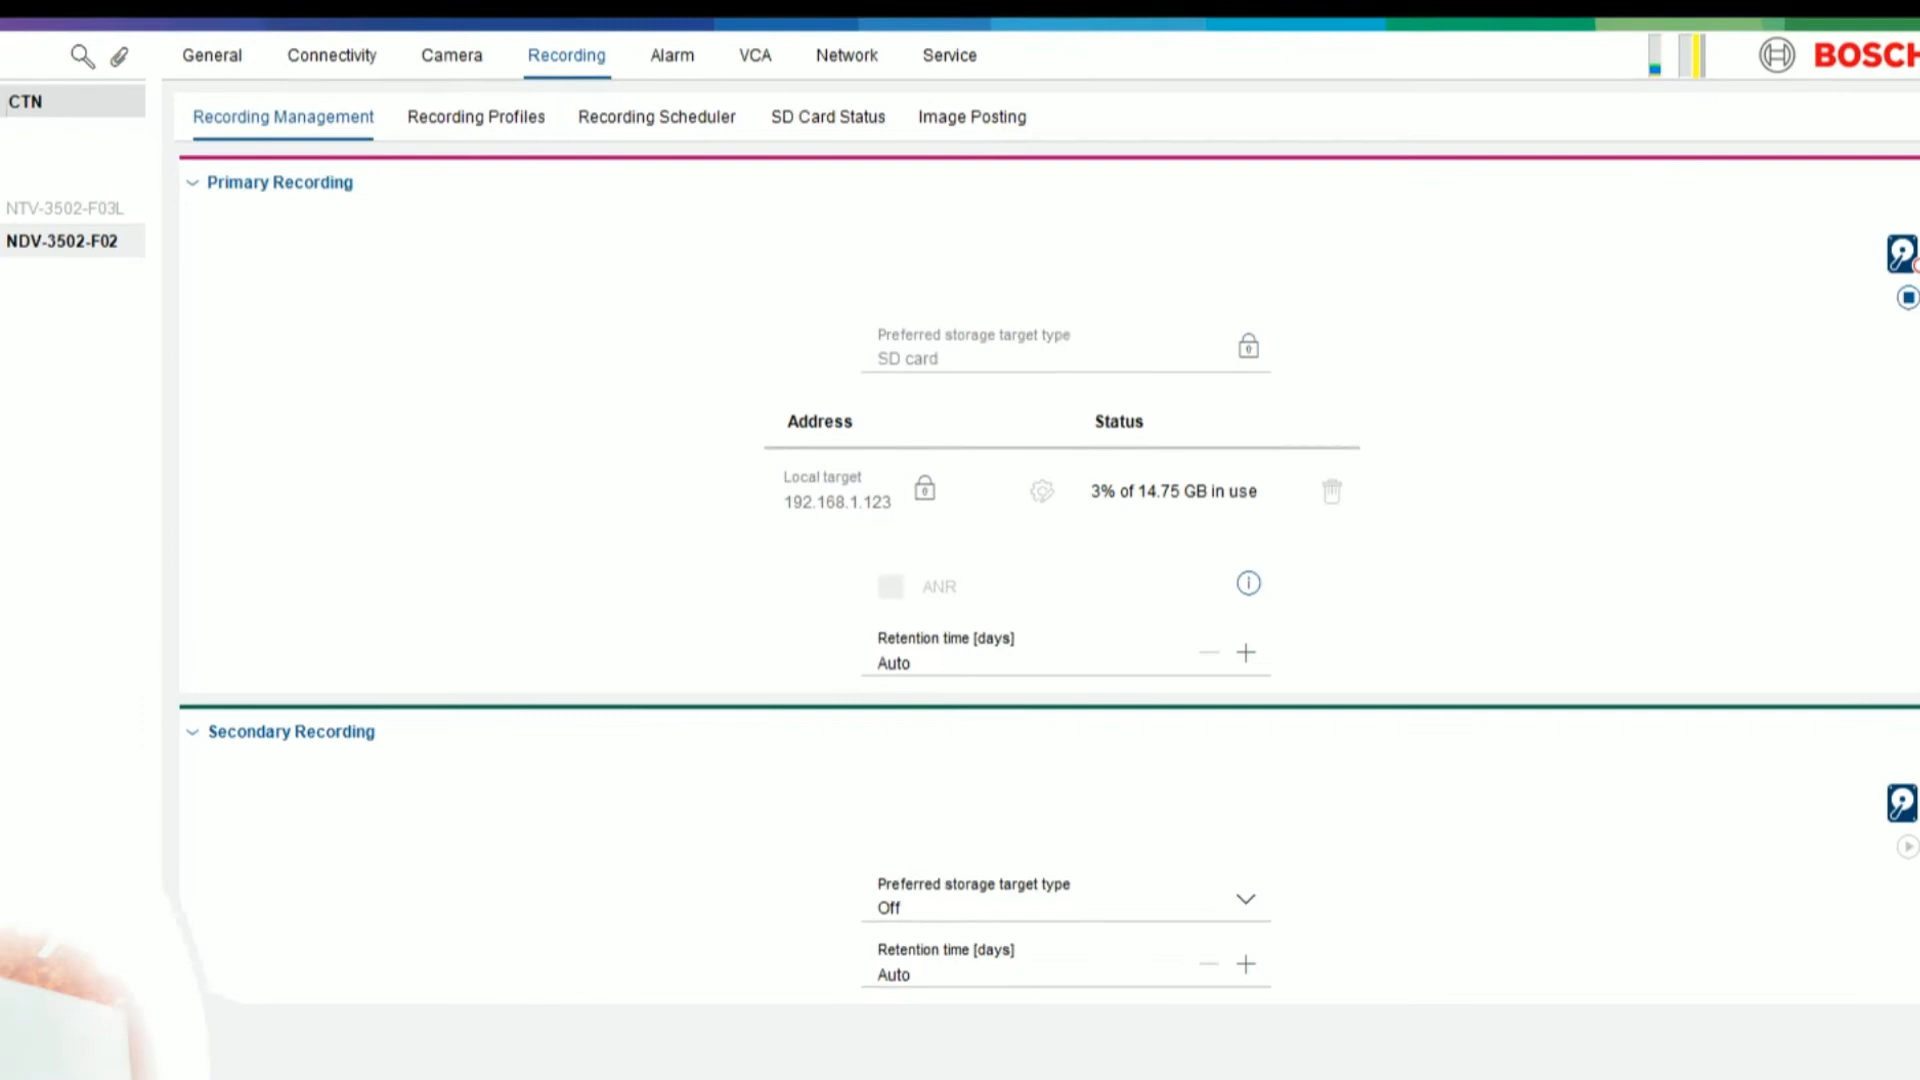 General Connectivity Camera Recording Alarm VCA Network Service
BOSCH
CTN
Recording Management Recording Profiles Recording Scheduler SD Card Status Image Posting
Primary Recording
NTV-3502-F03L
NDV-3502-F02
Preferred storage target type
SD card
Address Status
Local target
192.168.1.123
3% of 14.75 GB in use
ANR
Retention time [days]
Auto
Secondary Recording
Preferred storage target type
Off
Retention time [days]
Auto